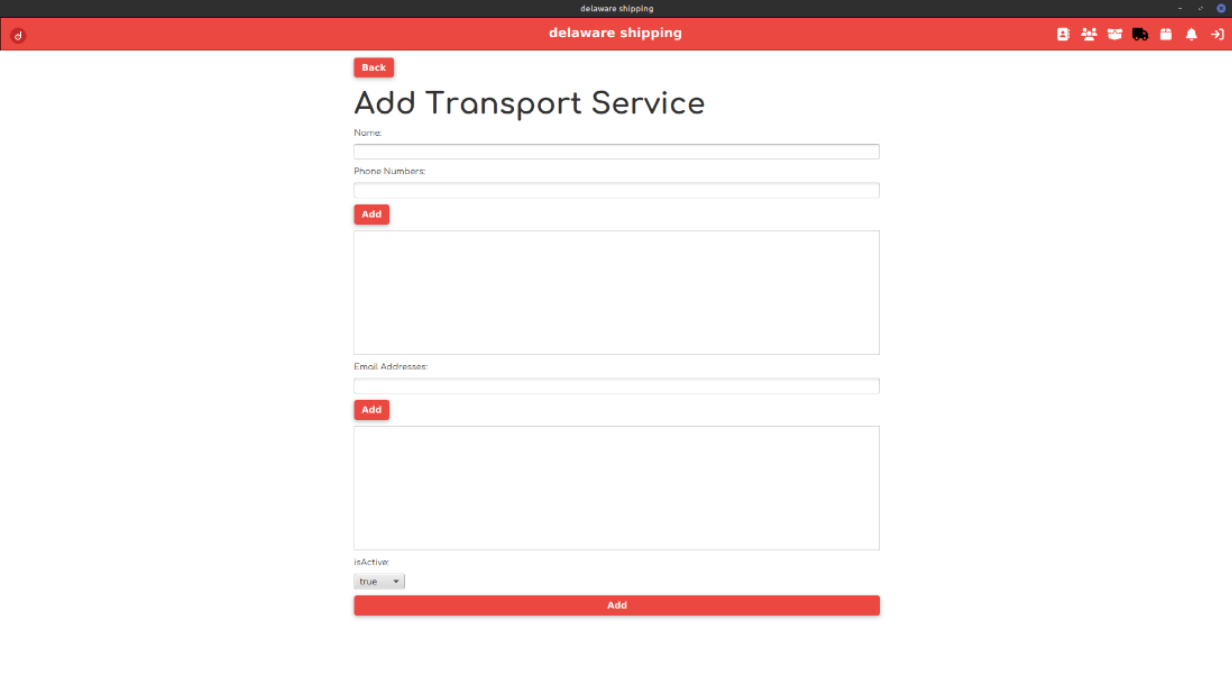 delaware shipping
d
delaware shipping
Back
Add Transport Service
Name:
Phone Numbers:
Add
Email Addresses:
Add
isActive:
true
Add